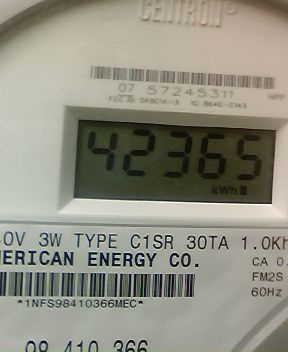 CENTRON®
07 57245311
42365
kWh
0V 3W TYPE C1SR 30TA 1.0Kh
MERICAN ENERGY CO.
CA 0.
FM2S
60Hz
*1NFS98410366MEC*
98 410 366